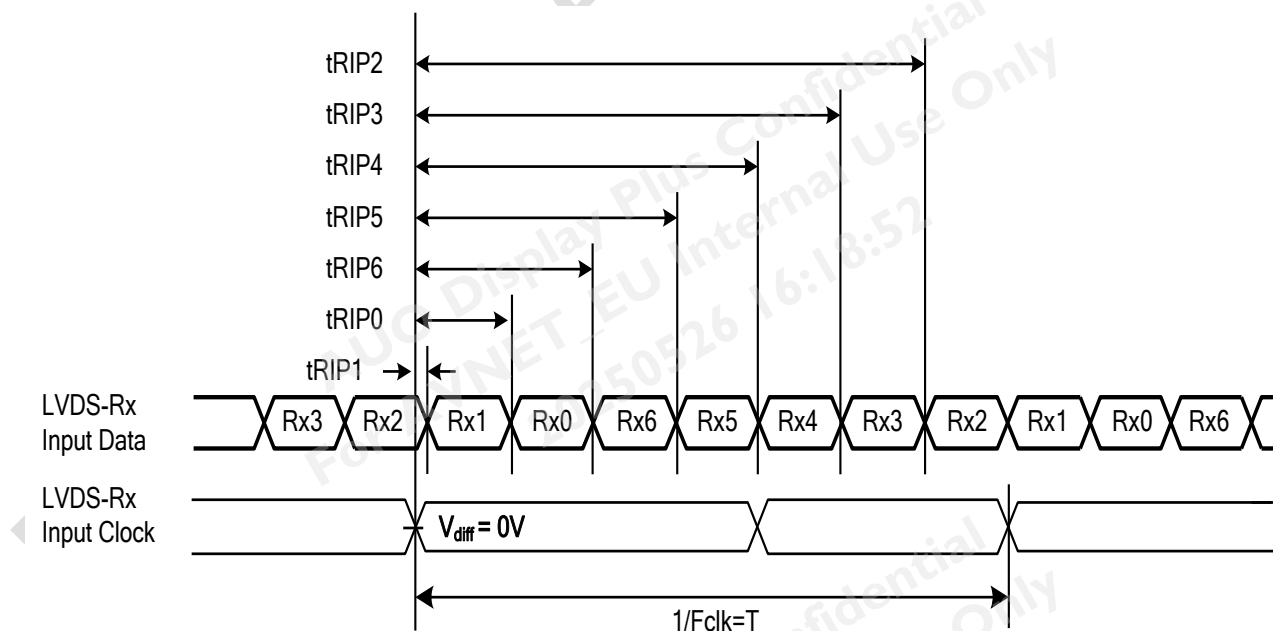 tRIP2
tRIP3
tRIP4
tRIP5
tRIP6
tRIP0
tRIP1
LVDS-Rx
Input Data
Rx3 Rx2 Rx1 Rx0 Rx6 Rx5 Rx4 Rx3 Rx2 Rx1 Rx0 Rx6
LVDS-Rx
Input Clock
Vdiff = 0V
1/Fclk=T
AUO Display Plus Confidential
For AVNET_EU Internal Use Only
20250526 16:18:52